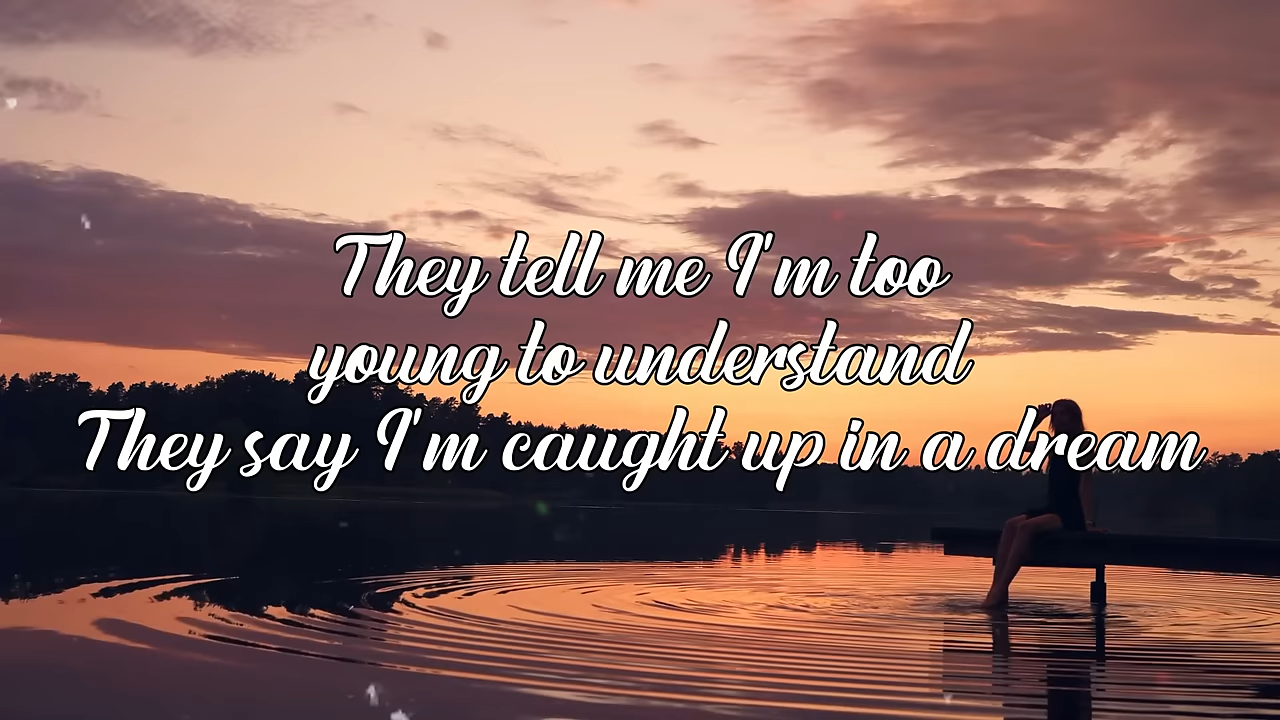 They tell me I'm too
young to understand
They say I'm caught up in a dream